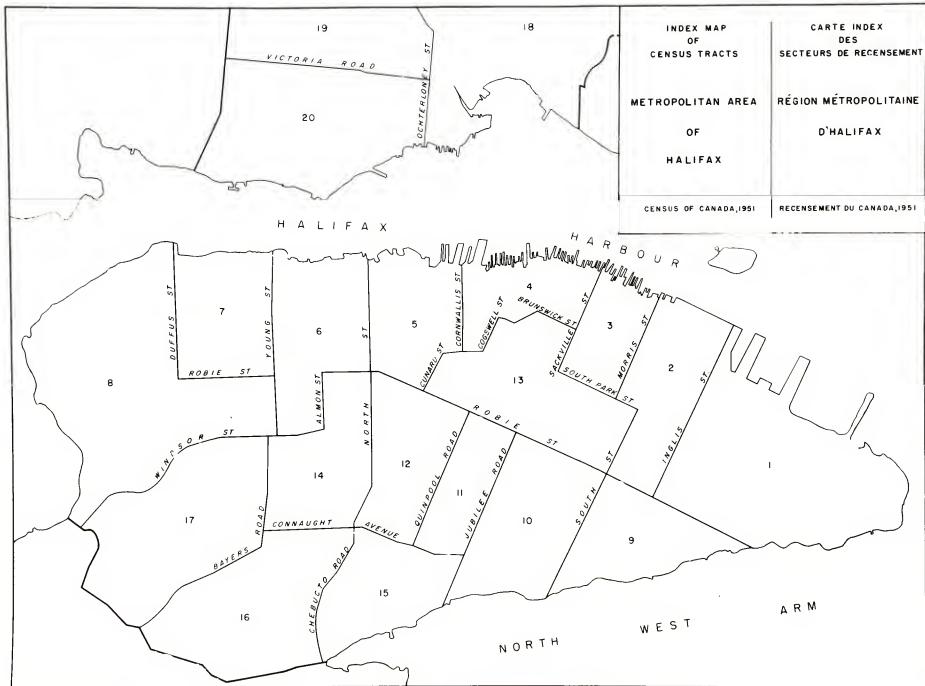 INDEX MAP
OF
CENSUS TRACTS
METROPOLITAN AREA
OF
HALIFAX
CENSUS OF CANADA, 1951
CARTE INDEX
DES
SECTEURS DE RECENSEMENT
RÉGION MÉTROPOLITAINE
D'HALIFAX
RECENSEMENT DU CANADA, 1951
19
18
VICTORIA ROAD
OCHTERLONEY ST
20
HALIFAX HARBOUR
DUFFUS ST
7
YOUNG ST
6
NORTH ST
5
CORNWALLIS ST
4
COGSWELL ST
BRUNSWICK ST
SACKVILLE ST
3
MORRIS ST
2
INGLIS ST
1
8
ROBIE ST
ALMON ST
CUNARD ST
13
SOUTH PARK ST
ROBIE ST
WINDSOR ST
14
12
QUINPOOL ROAD
11
JUBILEE ROAD
10
SOUTH ST
9
17
BAYERS ROAD
CONNAUGHT AVENUE
CHEBUCTO ROAD
15
16
NORTH WEST ARM